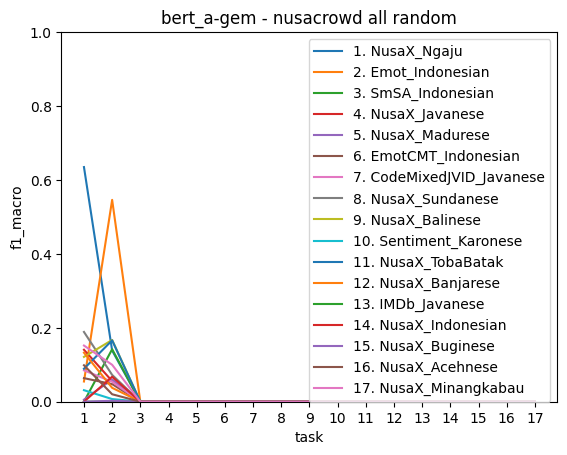 bert_a-gem - nusacrowd all random
1.0
0.8
0.6
0.4
0.2
0.0
f1_macro
1. NusaX_Ngaju
2. Emot_Indonesian
3. SmSA_Indonesian
4. NusaX_Javanese
5. NusaX_Madurese
6. EmotCMT_Indonesian
7. CodeMixedJVID_Javanese
8. NusaX_Sundanese
9. NusaX_Balinese
10. Sentiment_Karonese
11. NusaX_TobaBatak
12. NusaX_Banjarese
13. IMDb_Javanese
14. NusaX_Indonesian
15. NusaX_Buginese
16. NusaX_Acehnese
17. NusaX_Minangkabau
1 2 3 4 5 6 7 8 9 10 11 12 13 14 15 16 17
task